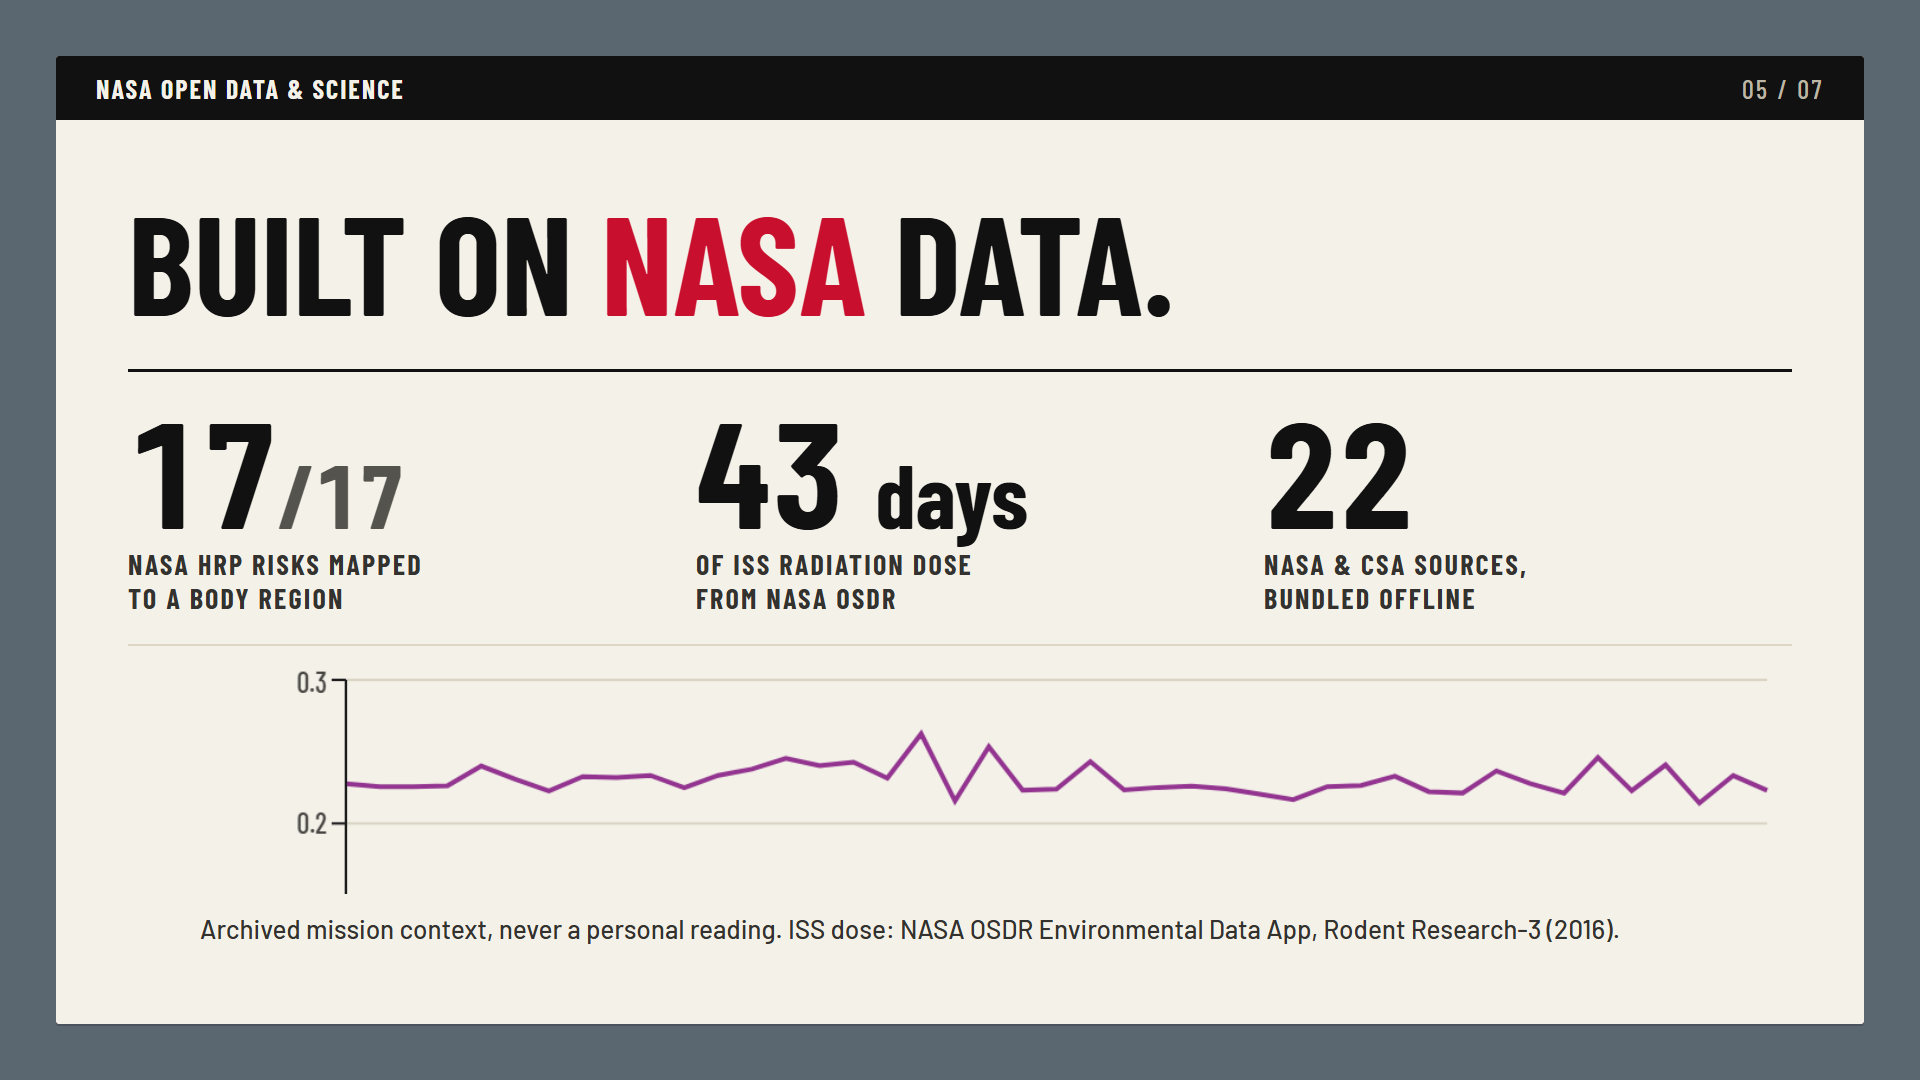 NASA OPEN DATA & SCIENCE
05 / 07
BUILT ON NASA DATA.
17/17
NASA HRP RISKS MAPPED
TO A BODY REGION
43 days
OF ISS RADIATION DOSE
FROM NASA OSDR
22
NASA & CSA SOURCES,
BUNDLED OFFLINE
0.3
0.2
Archived mission context, never a personal reading. ISS dose: NASA OSDR Environmental Data App, Rodent Research-3 (2016).